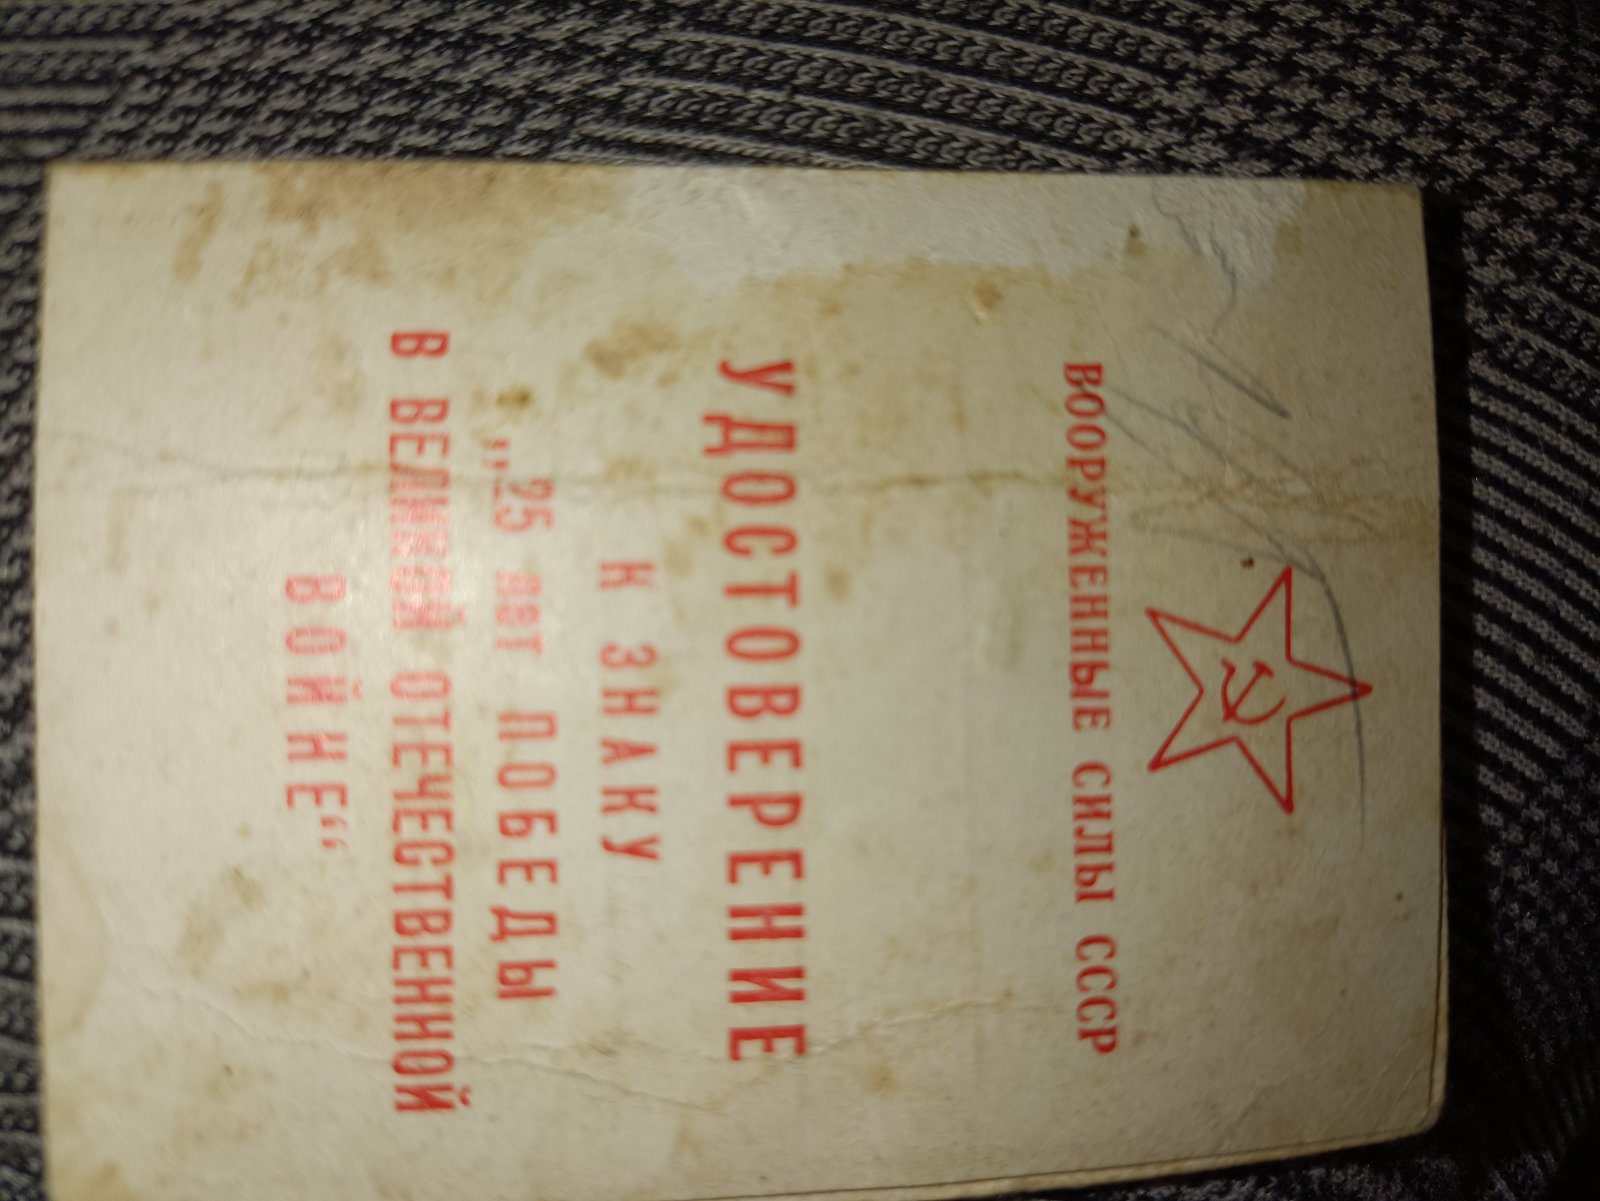 ВООРУЖЕННЫЕ СИЛЫ СССР
УДОСТОВЕРЕНИЕ
К ЗНАКУ
„25 лет ПОБЕДЫ
В ВЕЛИКОЙ ОТЕЧЕСТВЕННОЙ
ВОЙНЕ“